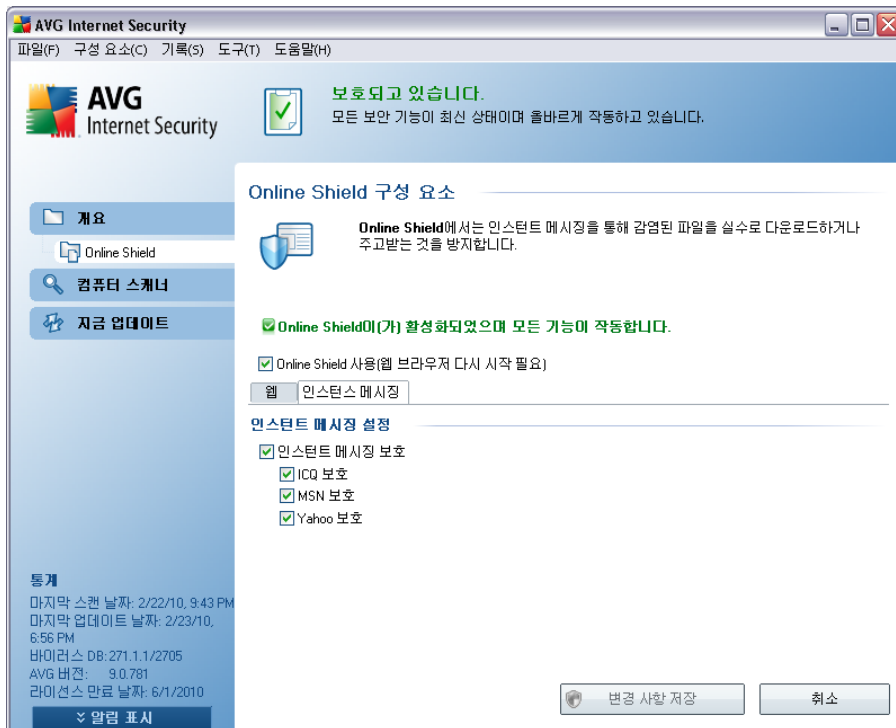 AVG Internet Security
파일(F) 구성 요소(C) 기록(S) 도구(T) 도움말(H)
AVG
Internet Security
보호되고 있습니다.
모든 보안 기능이 최신 상태이며 올바르게 작동하고 있습니다.
개요
Online Shield
컴퓨터 스캐너
지금 업데이트
Online Shield 구성 요소
Online Shield에서는 인스턴트 메시징을 통해 감염된 파일을 실수로 다운로드하거나
주고받는 것을 방지합니다.
Online Shield이(가) 활성화되었으며 모든 기능이 작동합니다.
Online Shield 사용(웹 브라우저 다시 시작 필요)
웹 인스턴스 메시징
인스턴트 메시징 설정
인스턴트 메시징 보호
ICQ 보호
MSN 보호
Yahoo 보호
통계
마지막 스캔 날짜: 2/22/10, 9:43 PM
마지막 업데이트 날짜: 2/23/10,
6:56 PM
바이러스 DB: 271.1.1/2705
AVG 버전: 9.0.781
라이선스 만료 날짜: 6/1/2010
알림 표시
변경 사항 저장 취소